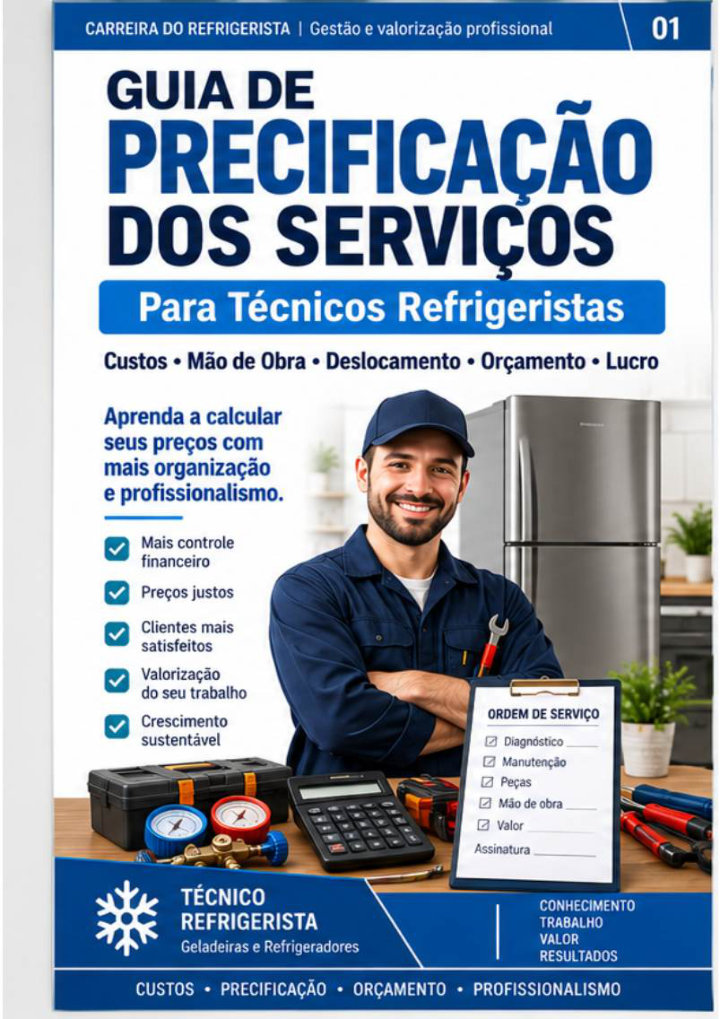 CARREIRA DO REFRIGERISTA | Gestão e valorização profissional
01
GUIA DE
PRECIFICAÇÃO
DOS SERVIÇOS
Para Técnicos Refrigeristas
Custos • Mão de Obra • Deslocamento • Orçamento • Lucro
Aprenda a calcular
seus preços com
mais organização
e profissionalismo.
Mais controle
financeiro
Preços justos
Clientes mais
satisfeitos
Valorização
do seu trabalho
Crescimento
sustentável
ORDEM DE SERVIÇO
Diagnóstico
Manutenção
Peças
Mão de obra
Valor
Assinatura
TÉCNICO
REFRIGERISTA
Geladeiras e Refrigeradores
CONHECIMENTO
TRABALHO
VALOR
RESULTADOS
CUSTOS • PRECIFICAÇÃO • ORÇAMENTO • PROFISSIONALISMO